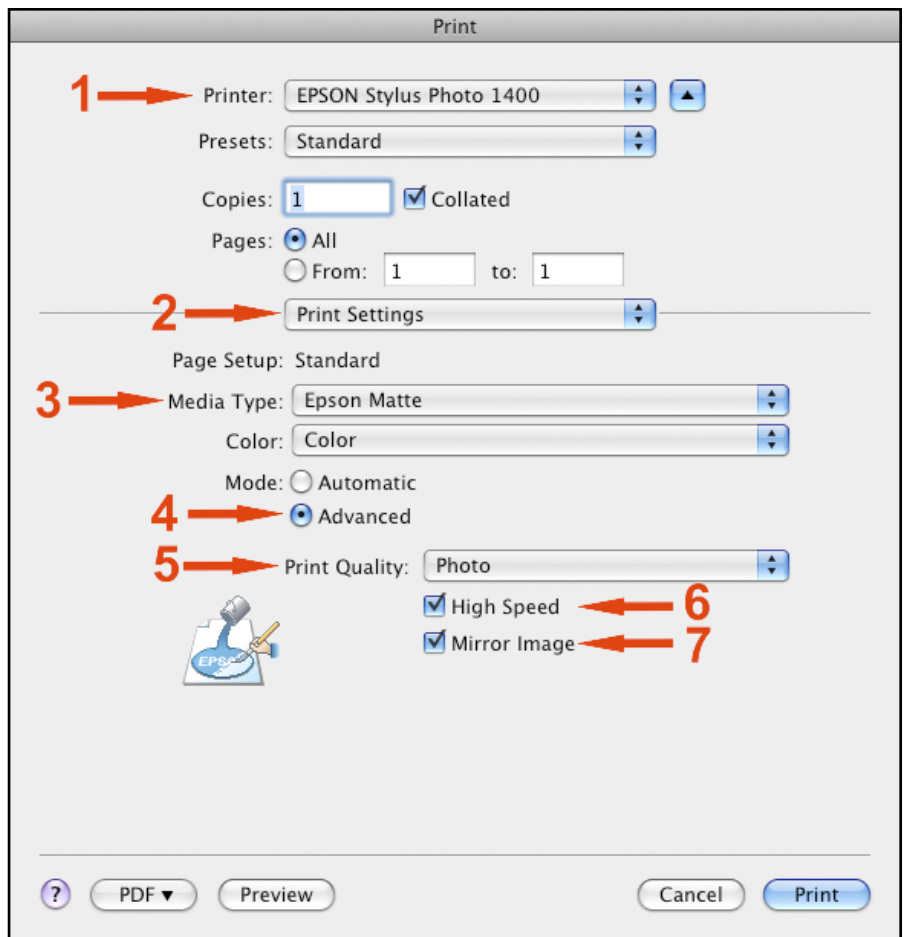 Print
1 Printer: EPSON Stylus Photo 1400
Presets: Standard
Copies: 1 Collated
Pages: All
From: 1 to: 1
2 Print Settings
Page Setup: Standard
3 Media Type: Epson Matte
Color: Color
Mode: Automatic
4 Advanced
5 Print Quality: Photo
High Speed 6
Mirror Image 7
EPSON
? PDF ▼ Preview Cancel Print